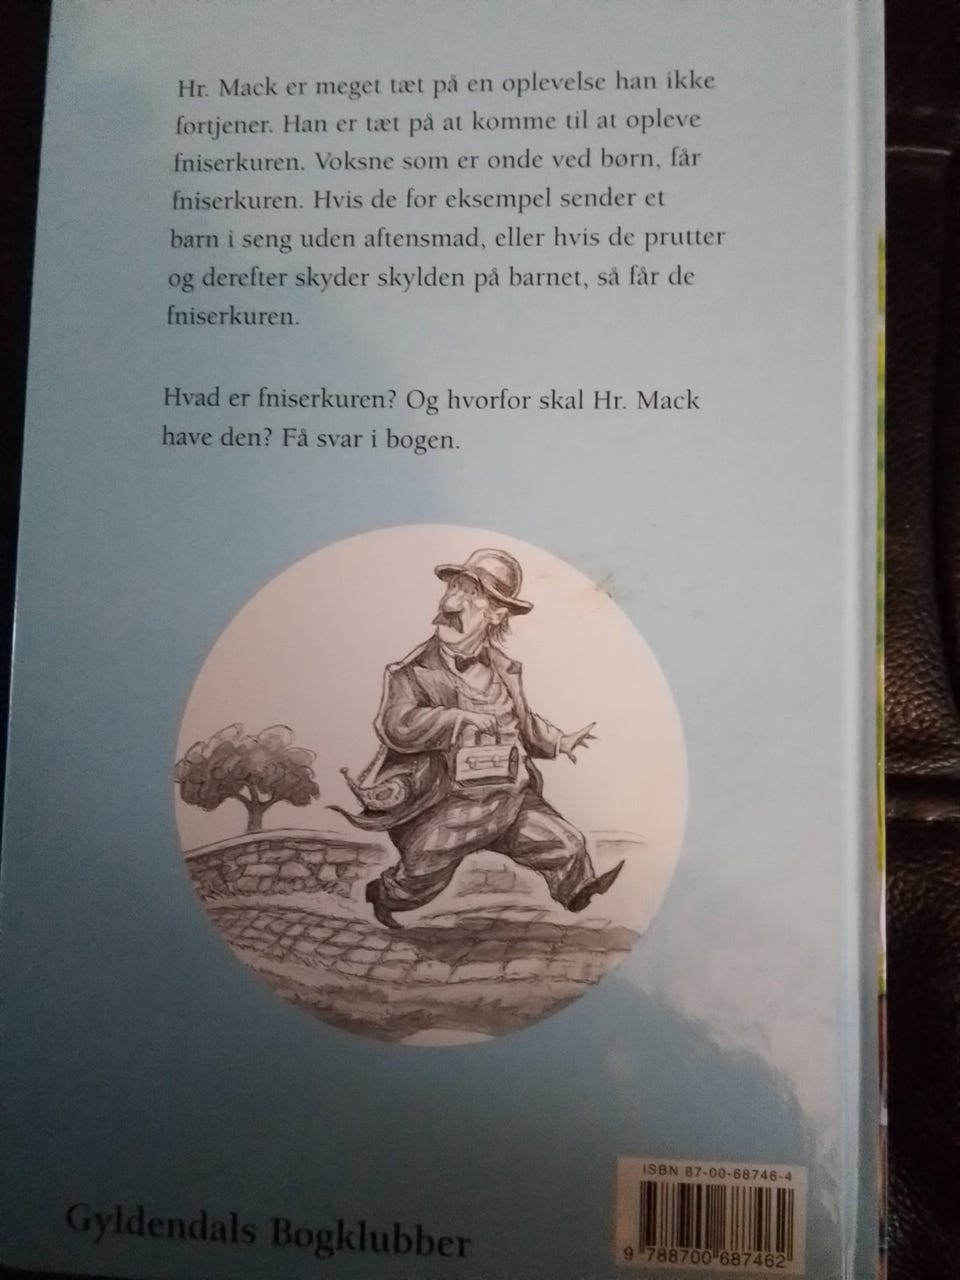 Hr. Mack er meget tæt på en oplevelse han ikke
fortjener. Han er tæt på at komme til at opleve
fniserkuren. Voksne som er onde ved børn, får
fniserkuren. Hvis de for eksempel sender et
barn i seng uden aftensmad, eller hvis de prutter
og derefter skyder skylden på barnet, så får de
fniserkuren.
Hvad er fniserkuren? Og hvorfor skal Hr. Mack
have den? Få svar i bogen.
Gyldendals Bogklubber
ISBN 87-00-68746-4
9 788700 687462